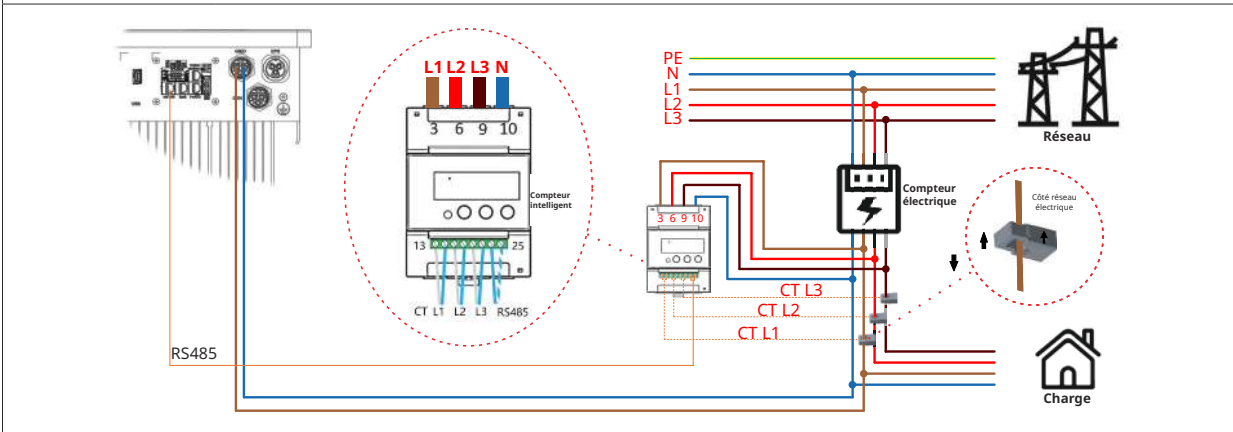 L1 L2 L3 N
3 6 9 10
Compteur
intelligent
13 25
CT L1 L2 L3 RS485
RS485
PE
N
L1
L2
L3
Réseau
Compteur
électrique
3 6 9 10
CT L3
CT L2
CT L1
Côté réseau
électrique
Charge